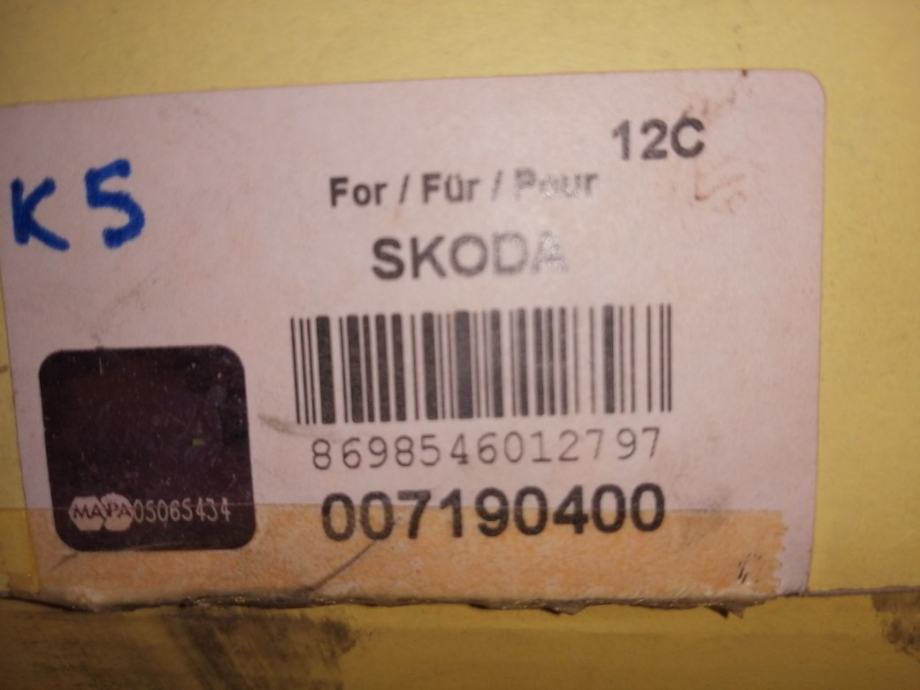 12C
K5
For / Für / Pour
SKODA
8698546012797
MAPA 05065434
007190400